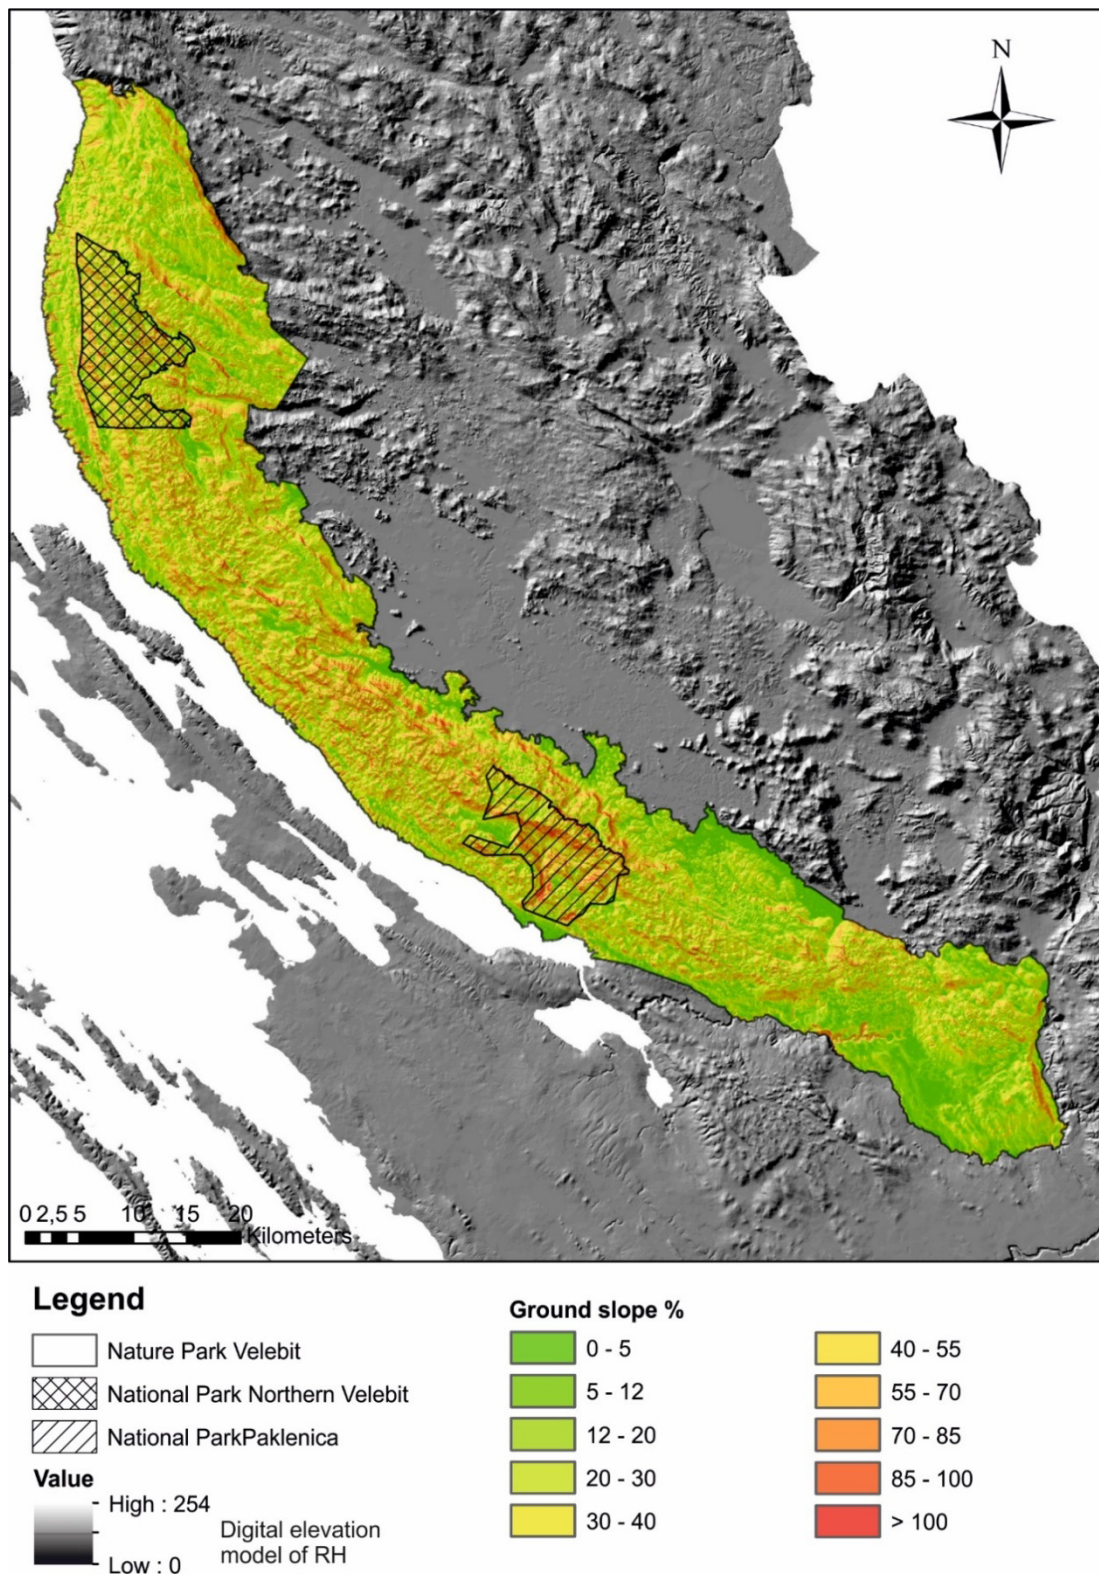 N
0 2,5 5 10 15 20
Kilometers
Legend
Nature Park Velebit
National Park Northern Velebit
National ParkPaklenica
Value
High : 254
Low : 0
Digital elevation
model of RH
Ground slope %
0 - 5
5 - 12
12 - 20
20 - 30
30 - 40
40 - 55
55 - 70
70 - 85
85 - 100
> 100